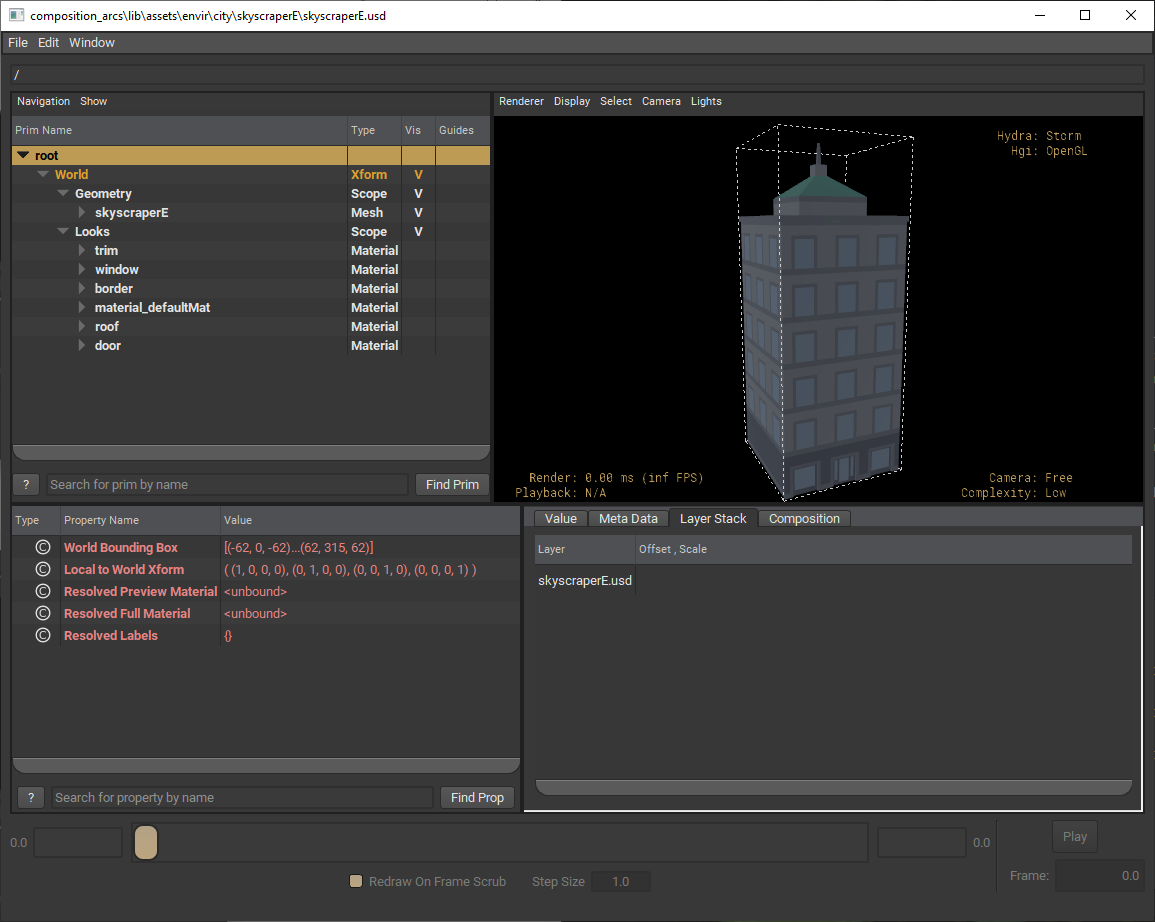 composition_arcs\lib\assets\envir\city\skyscraperE\skyscraperE.usd
File Edit Window
/
Navigation Show
Prim Name Type Vis Guides
root
World Xform V
Geometry Scope V
skyscraperE Mesh V
Looks Scope V
trim Material
window Material
border Material
material_defaultMat Material
roof Material
door Material
? Search for prim by name Find Prim
Renderer Display Select Camera Lights
Hydra: Storm
Hgi: OpenGL
Render: 0.00 ms (inf FPS)
Playback: N/A
Camera: Free
Complexity: Low
Type Property Name Value
C World Bounding Box [(-62, 0, -62)...(62, 315, 62)]
C Local to World Xform ( (1, 0, 0, 0), (0, 1, 0, 0), (0, 0, 1, 0), (0, 0, 0, 1) )
C Resolved Preview Material <unbound>
C Resolved Full Material <unbound>
C Resolved Labels {}
? Search for property by name Find Prop
Value Meta Data Layer Stack Composition
Layer Offset , Scale
skyscraperE.usd
0.0 0.0 Play
Redraw On Frame Scrub Step Size 1.0 Frame: 0.0